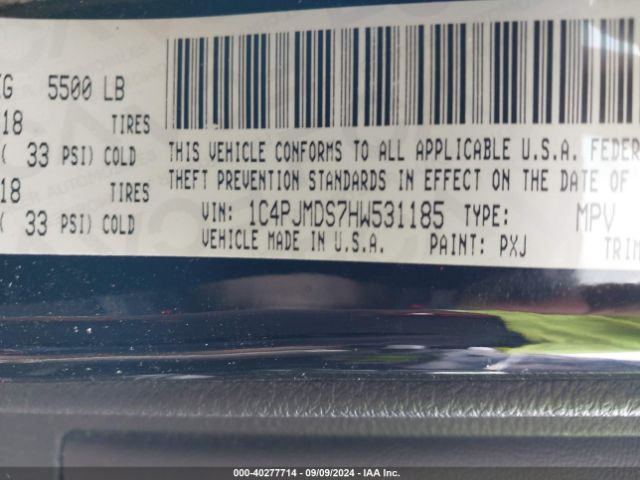 KG 5500 LB
18 TIRES
( 33 PSI) COLD
18 TIRES
( 33 PSI) COLD
THIS VEHICLE CONFORMS TO ALL APPLICABLE U.S.A. FEDER
THEFT PREVENTION STANDARDS IN EFFECT ON THE DATE OF
VIN: 1C4PJMDS7HW531185 TYPE: MPV
VEHICLE MADE IN U.S.A. PAINT: PXJ TRIM
000-40277714 - 09/09/2024 - IAA Inc.